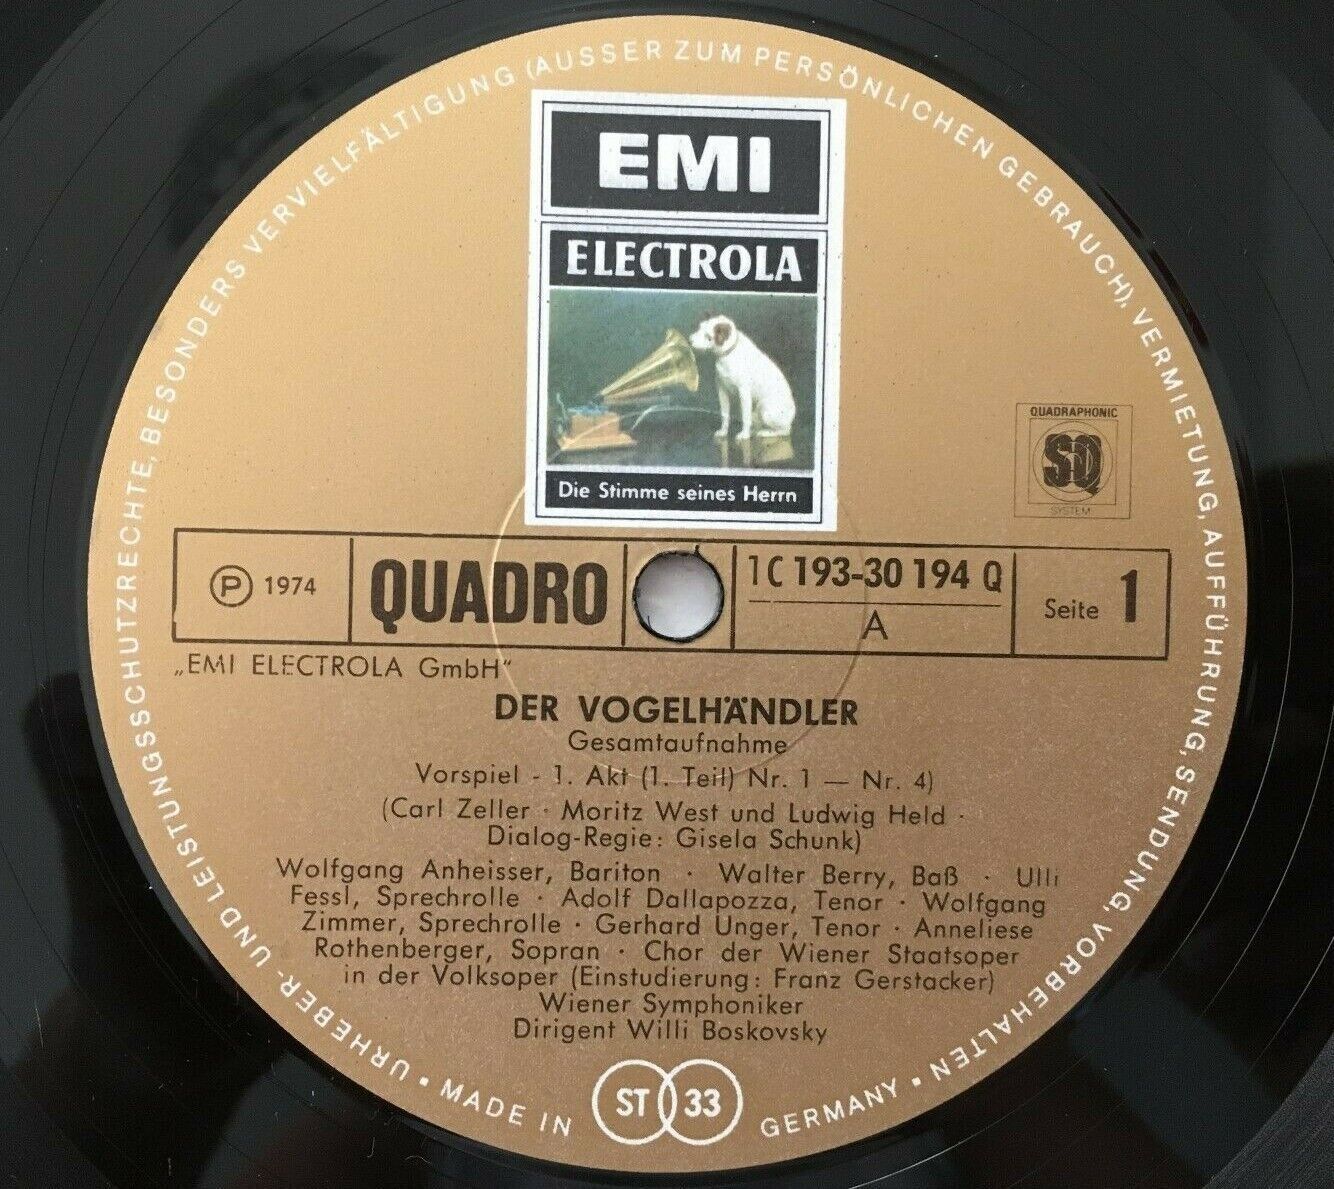 URHEBER- UND LEISTUNGSSCHUTZRECHTE, BESONDERS VERVIELFÄLTIGUNG (AUSSER ZUM PERSÖNLICHEN GEBRAUCH), VERMIETUNG, AUFFÜHRUNG, SENDUNG, VORBEHALTEN
EMI
ELECTROLA
Die Stimme seines Herrn
QUADRAPHONIC
SQ
SYSTEM
Ⓟ 1974
QUADRO
1C 193-30 194 Q
A
Seite 1
„EMI ELECTROLA GmbH"
DER VOGELHÄNDLER
Gesamtaufnahme
Vorspiel - 1. Akt (1. Teil) Nr. 1 — Nr. 4)
(Carl Zeller · Moritz West und Ludwig Held ·
Dialog-Regie: Gisela Schunk)
Wolfgang Anheisser, Bariton · Walter Berry, Baß · Ulli
Fessl, Sprechrolle · Adolf Dallapozza, Tenor · Wolfgang
Zimmer, Sprechrolle · Gerhard Unger, Tenor · Anneliese
Rothenberger, Sopran · Chor der Wiener Staatsoper
in der Volksoper (Einstudierung: Franz Gerstacker)
Wiener Symphoniker
Dirigent Willi Boskovsky
• MADE IN GERMANY •
ST 33